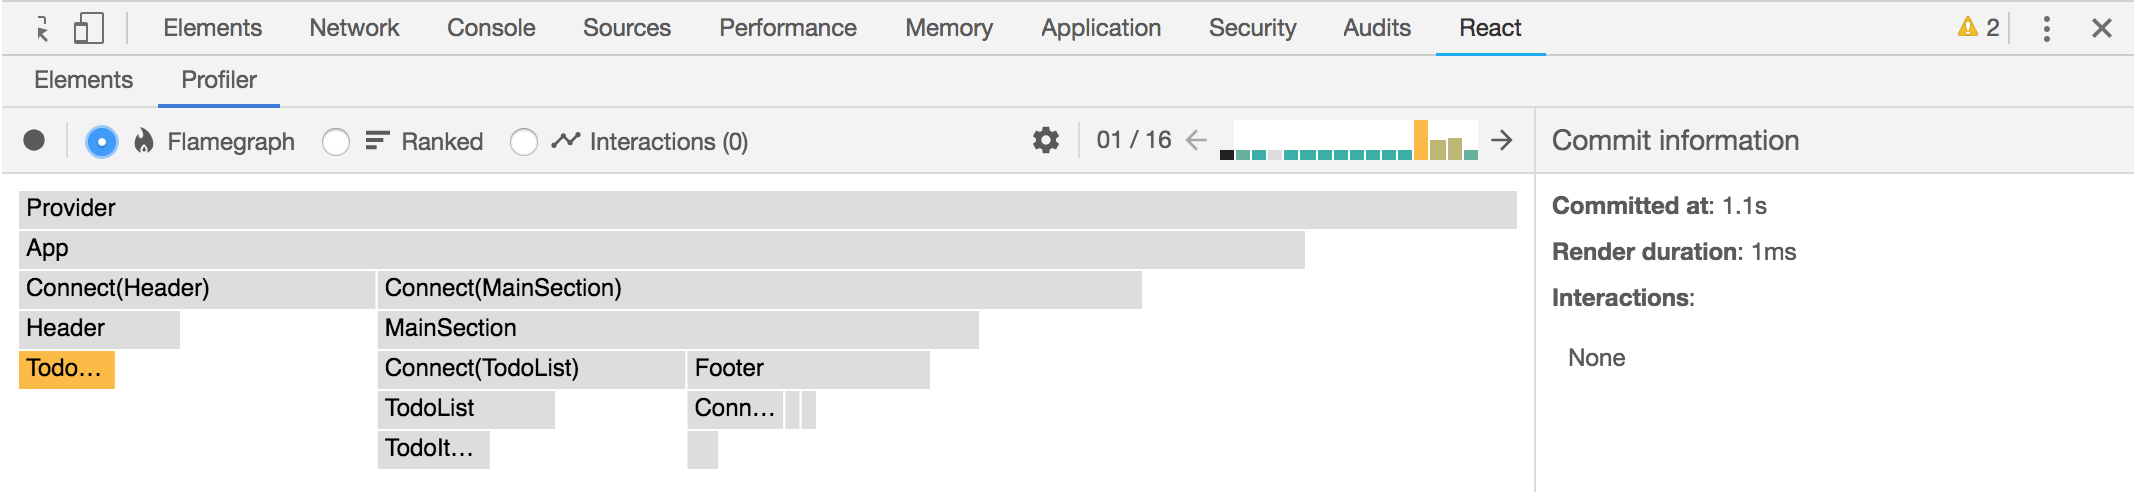 Elements Network Console Sources Performance Memory Application Security Audits React 2
Elements Profiler
Flamegraph Ranked Interactions (0) 01 / 16 Commit information
Provider
App
Connect(Header) Connect(MainSection)
Header MainSection
Todo… Connect(TodoList) Footer
TodoList Conn…
TodoIt…
Committed at: 1.1s
Render duration: 1ms
Interactions:
None